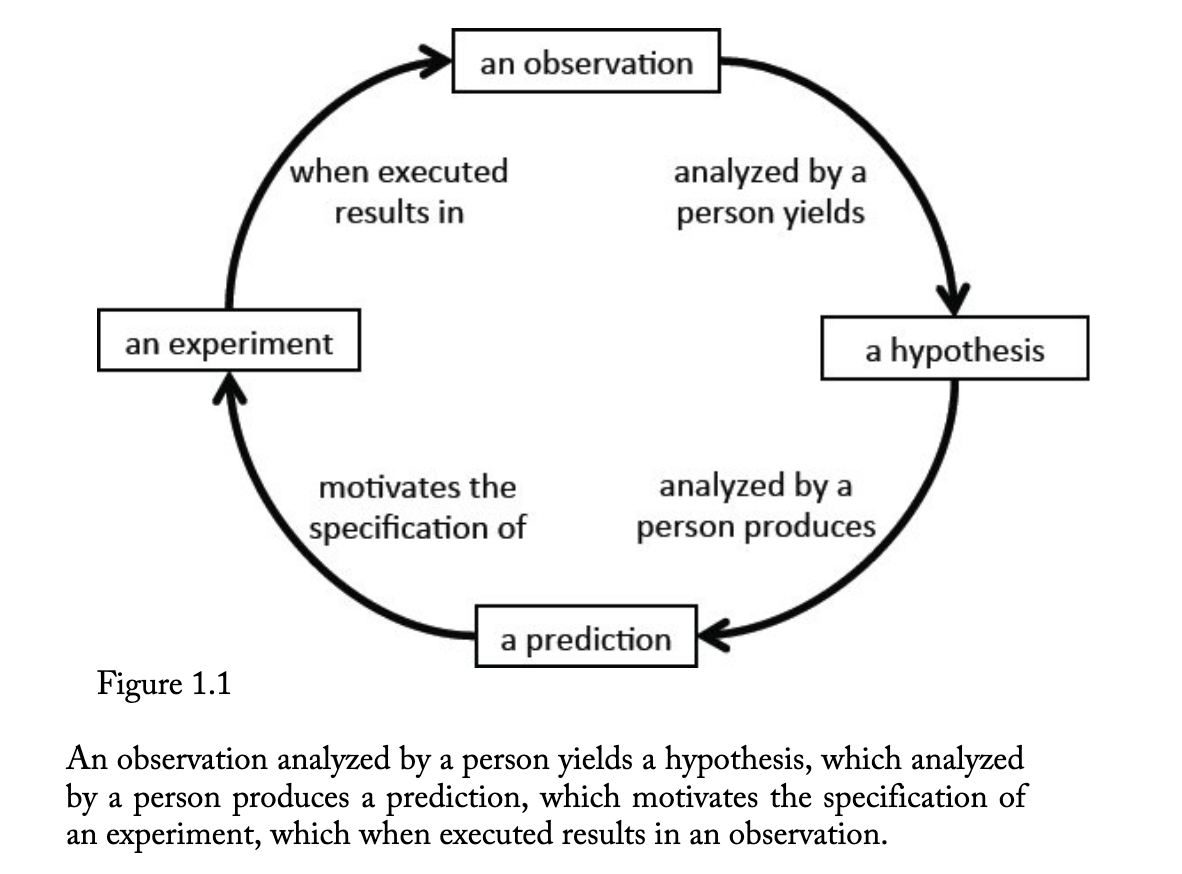 an observation
when executed
results in
analyzed by a
person yields
an experiment
a hypothesis
motivates the
specification of
analyzed by a
person produces
a prediction
Figure 1.1
An observation analyzed by a person yields a hypothesis, which analyzed
by a person produces a prediction, which motivates the specification of
an experiment, which when executed results in an observation.